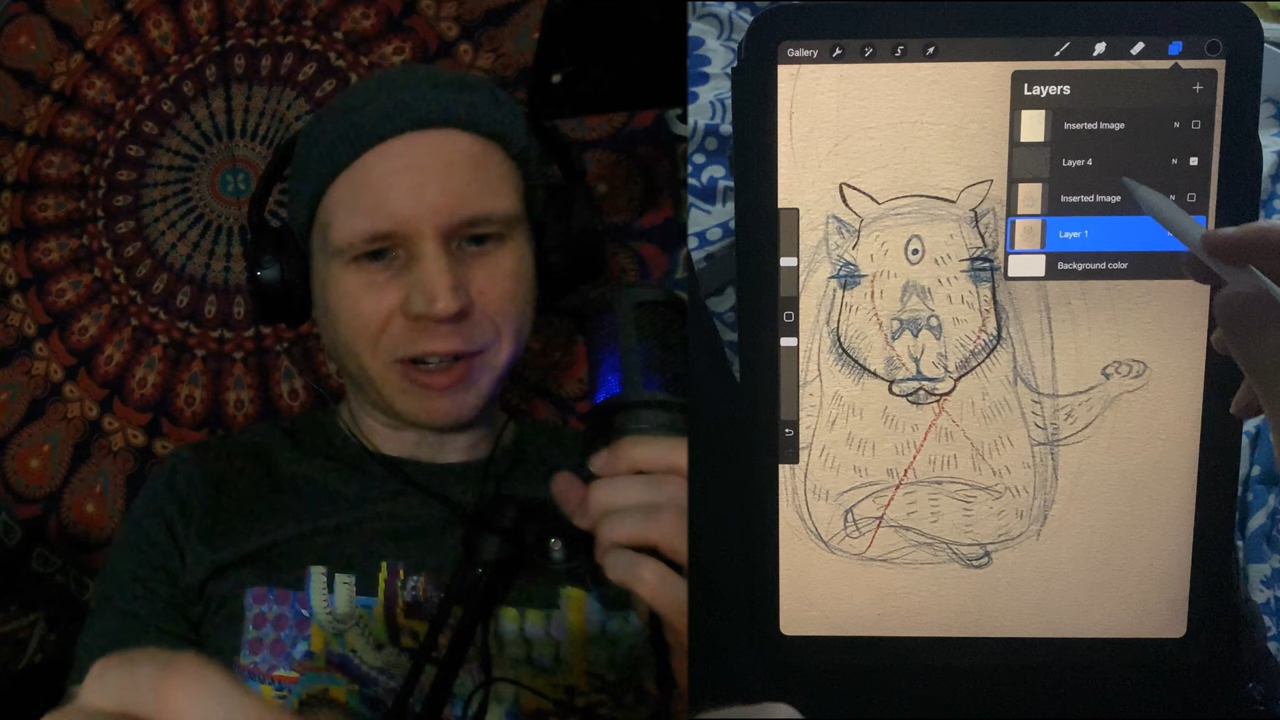 Gallery
Layers
Inserted Image N
Layer 4 N
Inserted Image N
Layer 1
Background color